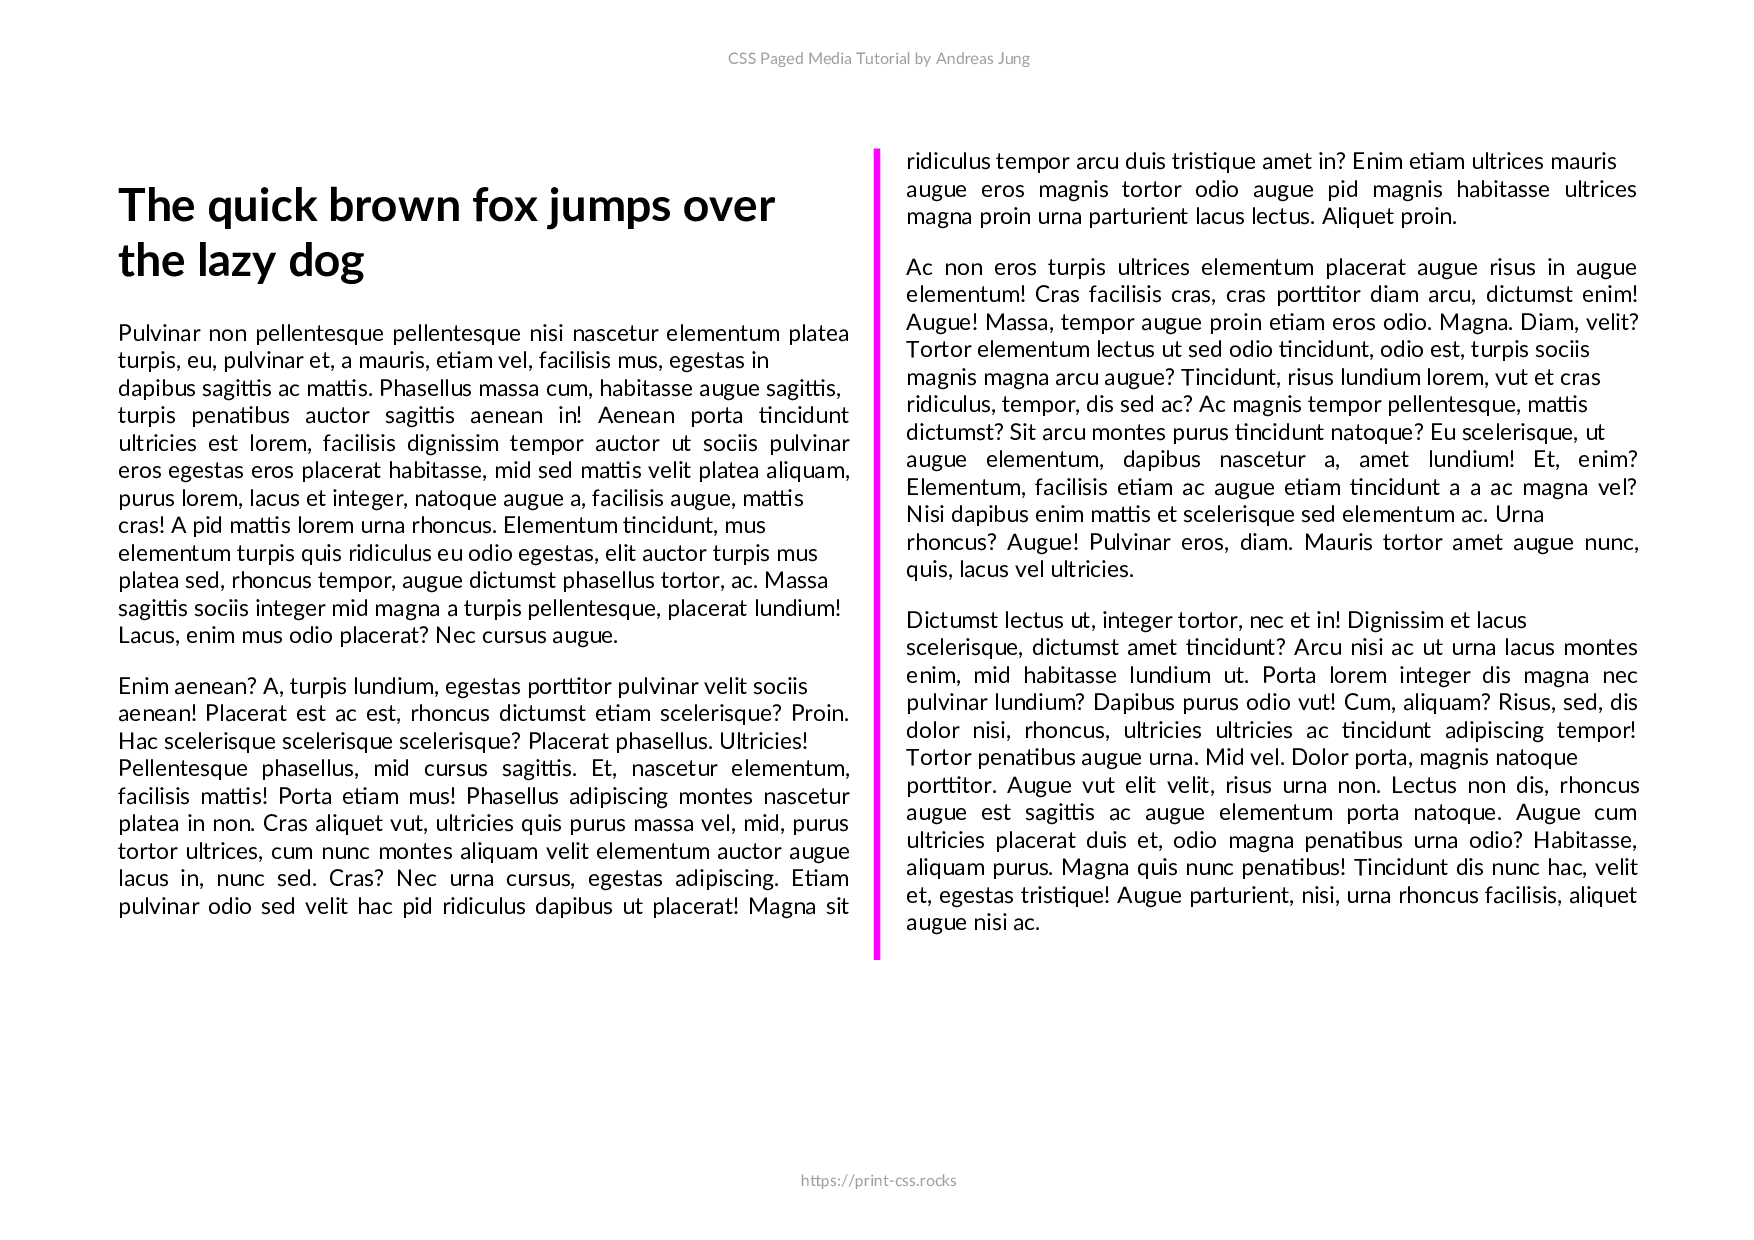 CSS Paged Media Tutorial by Andreas Jung
The quick brown fox jumps over
the lazy dog
Pulvinar non pellentesque pellentesque nisi nascetur elementum platea
turpis, eu, pulvinar et, a mauris, etiam vel, facilisis mus, egestas in
dapibus sagittis ac mattis. Phasellus massa cum, habitasse augue sagittis,
turpis penatibus auctor sagittis aenean in! Aenean porta tincidunt
ultricies est lorem, facilisis dignissim tempor auctor ut sociis pulvinar
eros egestas eros placerat habitasse, mid sed mattis velit platea aliquam,
purus lorem, lacus et integer, natoque augue a, facilisis augue, mattis
cras! A pid mattis lorem urna rhoncus. Elementum tincidunt, mus
elementum turpis quis ridiculus eu odio egestas, elit auctor turpis mus
platea sed, rhoncus tempor, augue dictumst phasellus tortor, ac. Massa
sagittis sociis integer mid magna a turpis pellentesque, placerat lundium!
Lacus, enim mus odio placerat? Nec cursus augue.
Enim aenean? A, turpis lundium, egestas porttitor pulvinar velit sociis
aenean! Placerat est ac est, rhoncus dictumst etiam scelerisque? Proin.
Hac scelerisque scelerisque scelerisque? Placerat phasellus. Ultricies!
Pellentesque phasellus, mid cursus sagittis. Et, nascetur elementum,
facilisis mattis! Porta etiam mus! Phasellus adipiscing montes nascetur
platea in non. Cras aliquet vut, ultricies quis purus massa vel, mid, purus
tortor ultrices, cum nunc montes aliquam velit elementum auctor augue
lacus in, nunc sed. Cras? Nec urna cursus, egestas adipiscing. Etiam
pulvinar odio sed velit hac pid ridiculus dapibus ut placerat! Magna sit
ridiculus tempor arcu duis tristique amet in? Enim etiam ultrices mauris
augue eros magnis tortor odio augue pid magnis habitasse ultrices
magna proin urna parturient lacus lectus. Aliquet proin.
Ac non eros turpis ultrices elementum placerat augue risus in augue
elementum! Cras facilisis cras, cras porttitor diam arcu, dictumst enim!
Augue! Massa, tempor augue proin etiam eros odio. Magna. Diam, velit?
Tortor elementum lectus ut sed odio tincidunt, odio est, turpis sociis
magnis magna arcu augue? Tincidunt, risus lundium lorem, vut et cras
ridiculus, tempor, dis sed ac? Ac magnis tempor pellentesque, mattis
dictumst? Sit arcu montes purus tincidunt natoque? Eu scelerisque, ut
augue elementum, dapibus nascetur a, amet lundium! Et, enim?
Elementum, facilisis etiam ac augue etiam tincidunt a a ac magna vel?
Nisi dapibus enim mattis et scelerisque sed elementum ac. Urna
rhoncus? Augue! Pulvinar eros, diam. Mauris tortor amet augue nunc,
quis, lacus vel ultricies.
Dictumst lectus ut, integer tortor, nec et in! Dignissim et lacus
scelerisque, dictumst amet tincidunt? Arcu nisi ac ut urna lacus montes
enim, mid habitasse lundium ut. Porta lorem integer dis magna nec
pulvinar lundium? Dapibus purus odio vut! Cum, aliquam? Risus, sed, dis
dolor nisi, rhoncus, ultricies ultricies ac tincidunt adipiscing tempor!
Tortor penatibus augue urna. Mid vel. Dolor porta, magnis natoque
porttitor. Augue vut elit velit, risus urna non. Lectus non dis, rhoncus
augue est sagittis ac augue elementum porta natoque. Augue cum
ultricies placerat duis et, odio magna penatibus urna odio? Habitasse,
aliquam purus. Magna quis nunc penatibus! Tincidunt dis nunc hac, velit
et, egestas tristique! Augue parturient, nisi, urna rhoncus facilisis, aliquet
augue nisi ac.
https://print-css.rocks